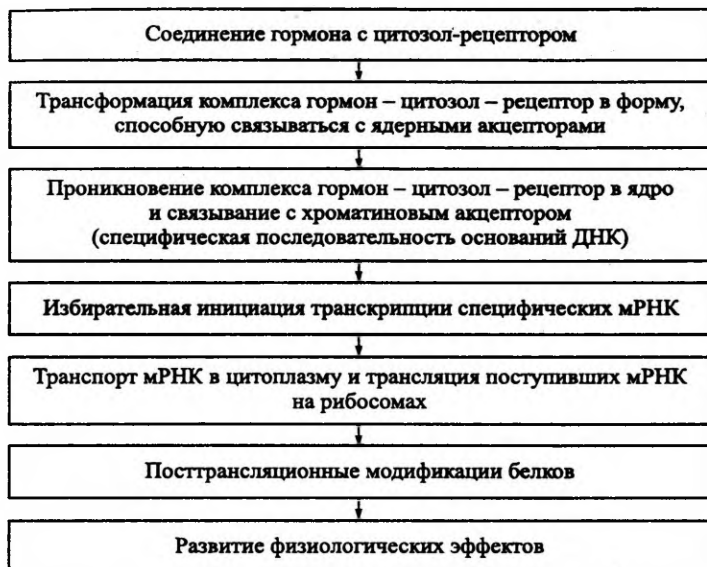 Соединение гормона с цитозол-рецептором
Трансформация комплекса гормон – цитозол – рецептор в форму,
способную связываться с ядерными акцепторами
Проникновение комплекса гормон – цитозол – рецептор в ядро
и связывание с хроматиновым акцептором
(специфическая последовательность оснований ДНК)
Избирательная инициация транскрипции специфических мРНК
Транспорт мРНК в цитоплазму и трансляция поступивших мРНК
на рибосомах
Посттрансляционные модификации белков
Развитие физиологических эффектов